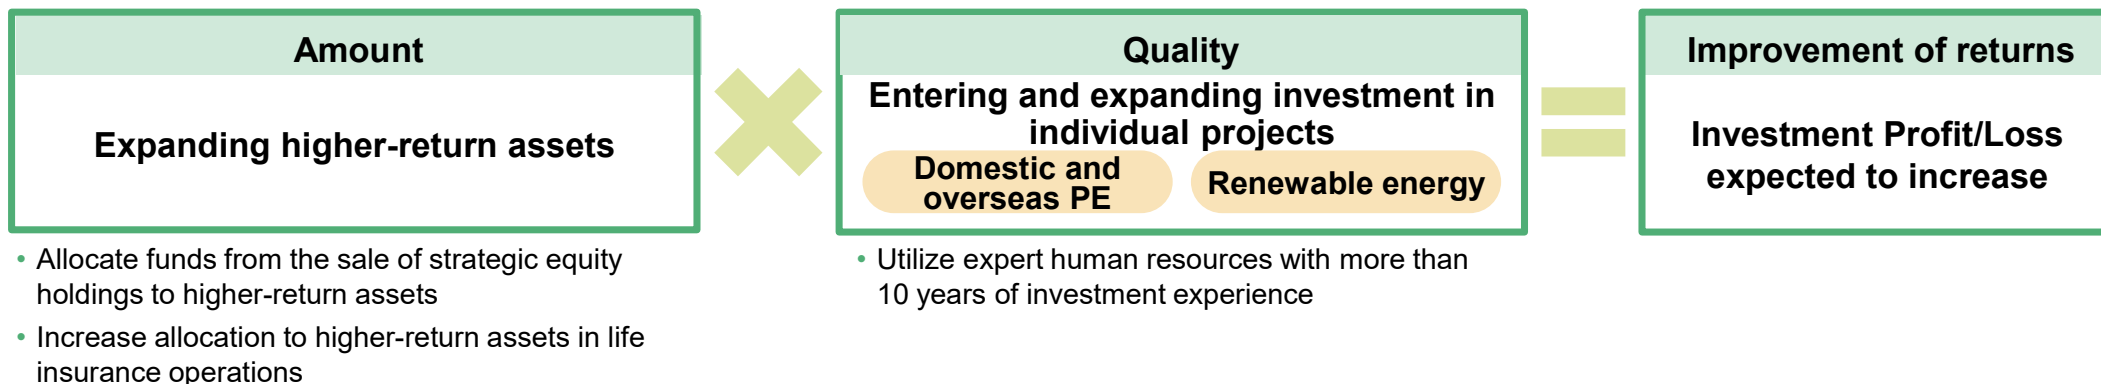 Amount
Expanding higher-return assets
• Allocate funds from the sale of strategic equity
holdings to higher-return assets
• Increase allocation to higher-return assets in life
insurance operations
Quality
Entering and expanding investment in
individual projects
Domestic and
overseas PE
Renewable energy
• Utilize expert human resources with more than
10 years of investment experience
Improvement of returns
Investment Profit/Loss
expected to increase